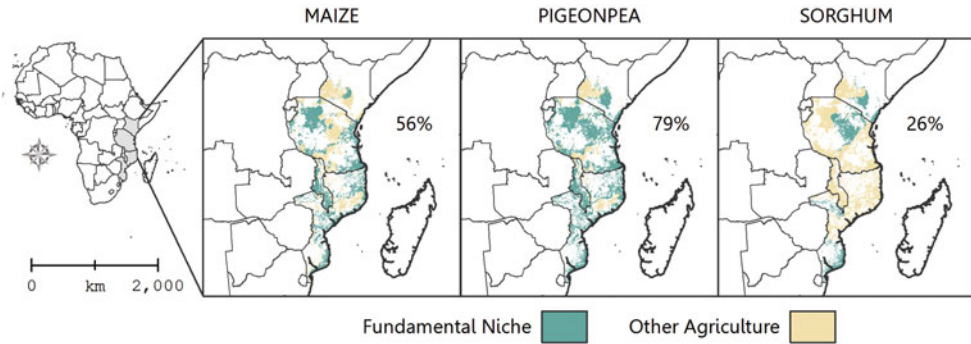 MAIZE PIGEONPEA SORGHUM
56% 79% 26%
0 km 2,000
Fundamental Niche Other Agriculture